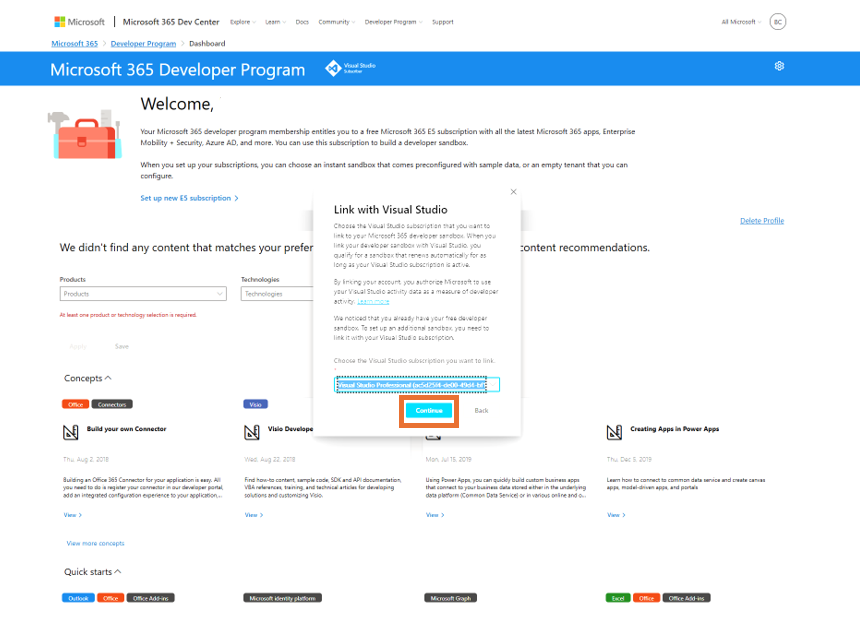 Microsoft | Microsoft 365 Dev Center Explore Learn Docs Community Developer Program Support All Microsoft BC
Microsoft 365 > Developer Program > Dashboard
Microsoft 365 Developer Program Visual Studio
Subscriber
Welcome,
Your Microsoft 365 developer program membership entitles you to a free Microsoft 365 E5 subscription with all the latest Microsoft 365 apps, Enterprise
Mobility + Security, Azure AD, and more. You can use this subscription to build a developer sandbox.
When you set up your subscriptions, you can choose an instant sandbox that comes preconfigured with sample data, or an empty tenant that you can
configure.
Set up new E5 subscription >
Delete Profile
We didn't find any content that matches your prefer
content recommendations.
Products
Products
Technologies
Technologies
At least one product or technology selection is required.
Apply Save
Link with Visual Studio
Choose the Visual Studio subscription that you want to
link to your Microsoft 365 developer sandbox. When you
link your developer sandbox with Visual Studio, you
qualify for a sandbox that renews automatically for as
long as your Visual Studio subscription is active.
By linking your account, you authorize Microsoft to use
your Visual Studio activity data as a measure of developer
activity. Learn more
We noticed that you already have your free developer
sandbox. To set up an additional sandbox, you need to
link it with your Visual Studio subscription.
Choose the Visual Studio subscription you want to link.
*
Visual Studio Professional
Continue Back
Concepts
Office Connectors
Build your own Connector
Thu, Aug 2, 2018
Building an Office 365 Connector for your application is easy. All
you need to do is register your connector in our developer portal,
add an integrated configuration experience to your application,...
View >
Visio
Visio Develope
Wed, Aug 22, 2018
Find how-to content, sample code, SDK and API documentation,
VBA references, training, and technical articles for developing
solutions and customizing Visio.
View >
Mon, Jul 15, 2019
Using Power Apps, you can quickly build custom business apps
that connect to your business data stored either in the underlying
data platform (Common Data Service) or in various online and o...
View >
Creating Apps in Power Apps
Thu, Dec 5, 2019
Learn how to connect to common data service and create canvas
apps, model-driven apps, and portals
View >
View more concepts
Quick starts
Outlook Office Office Add-ins Microsoft identity platform Microsoft Graph Excel Office Office Add-ins